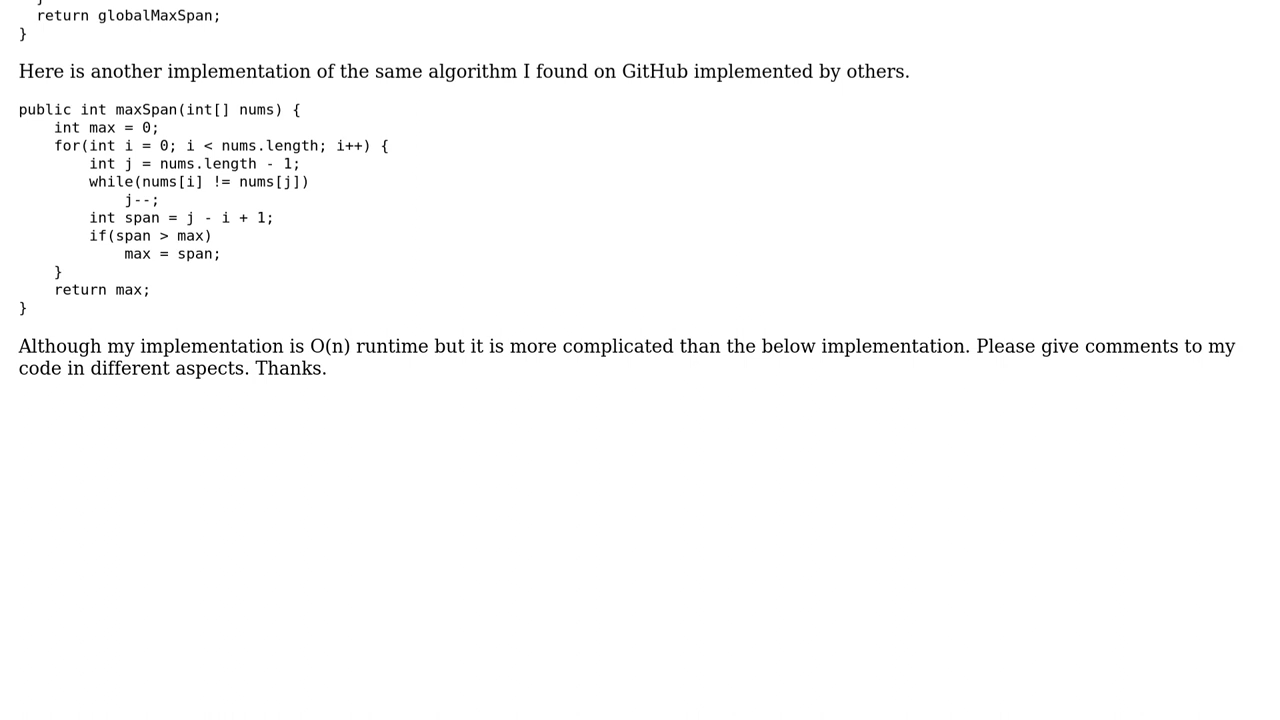 }
return globalMaxSpan;
}
Here is another implementation of the same algorithm I found on GitHub implemented by others.
public int maxSpan(int[] nums) {
    int max = 0;
    for(int i = 0; i < nums.length; i++) {
        int j = nums.length - 1;
        while(nums[i] != nums[j])
            j--;
        int span = j - i + 1;
        if(span > max)
            max = span;
    }
    return max;
}
Although my implementation is O(n) runtime but it is more complicated than the below implementation. Please give comments to my
code in different aspects. Thanks.